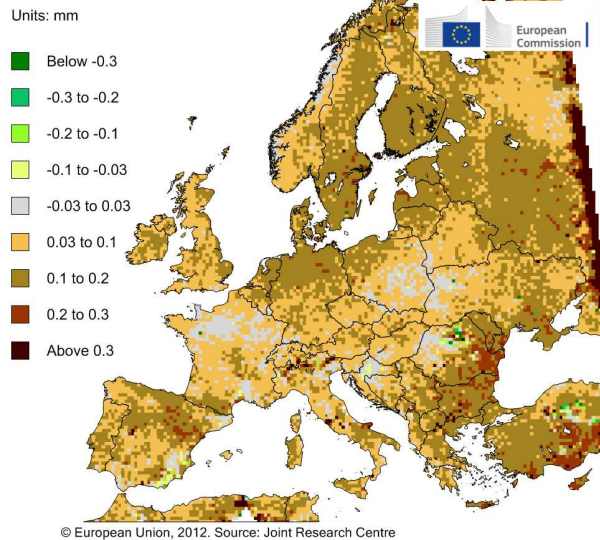 Units: mm
European
Commission
Below -0.3
-0.3 to -0.2
-0.2 to -0.1
-0.1 to -0.03
-0.03 to 0.03
0.03 to 0.1
0.1 to 0.2
0.2 to 0.3
Above 0.3
© European Union, 2012. Source: Joint Research Centre